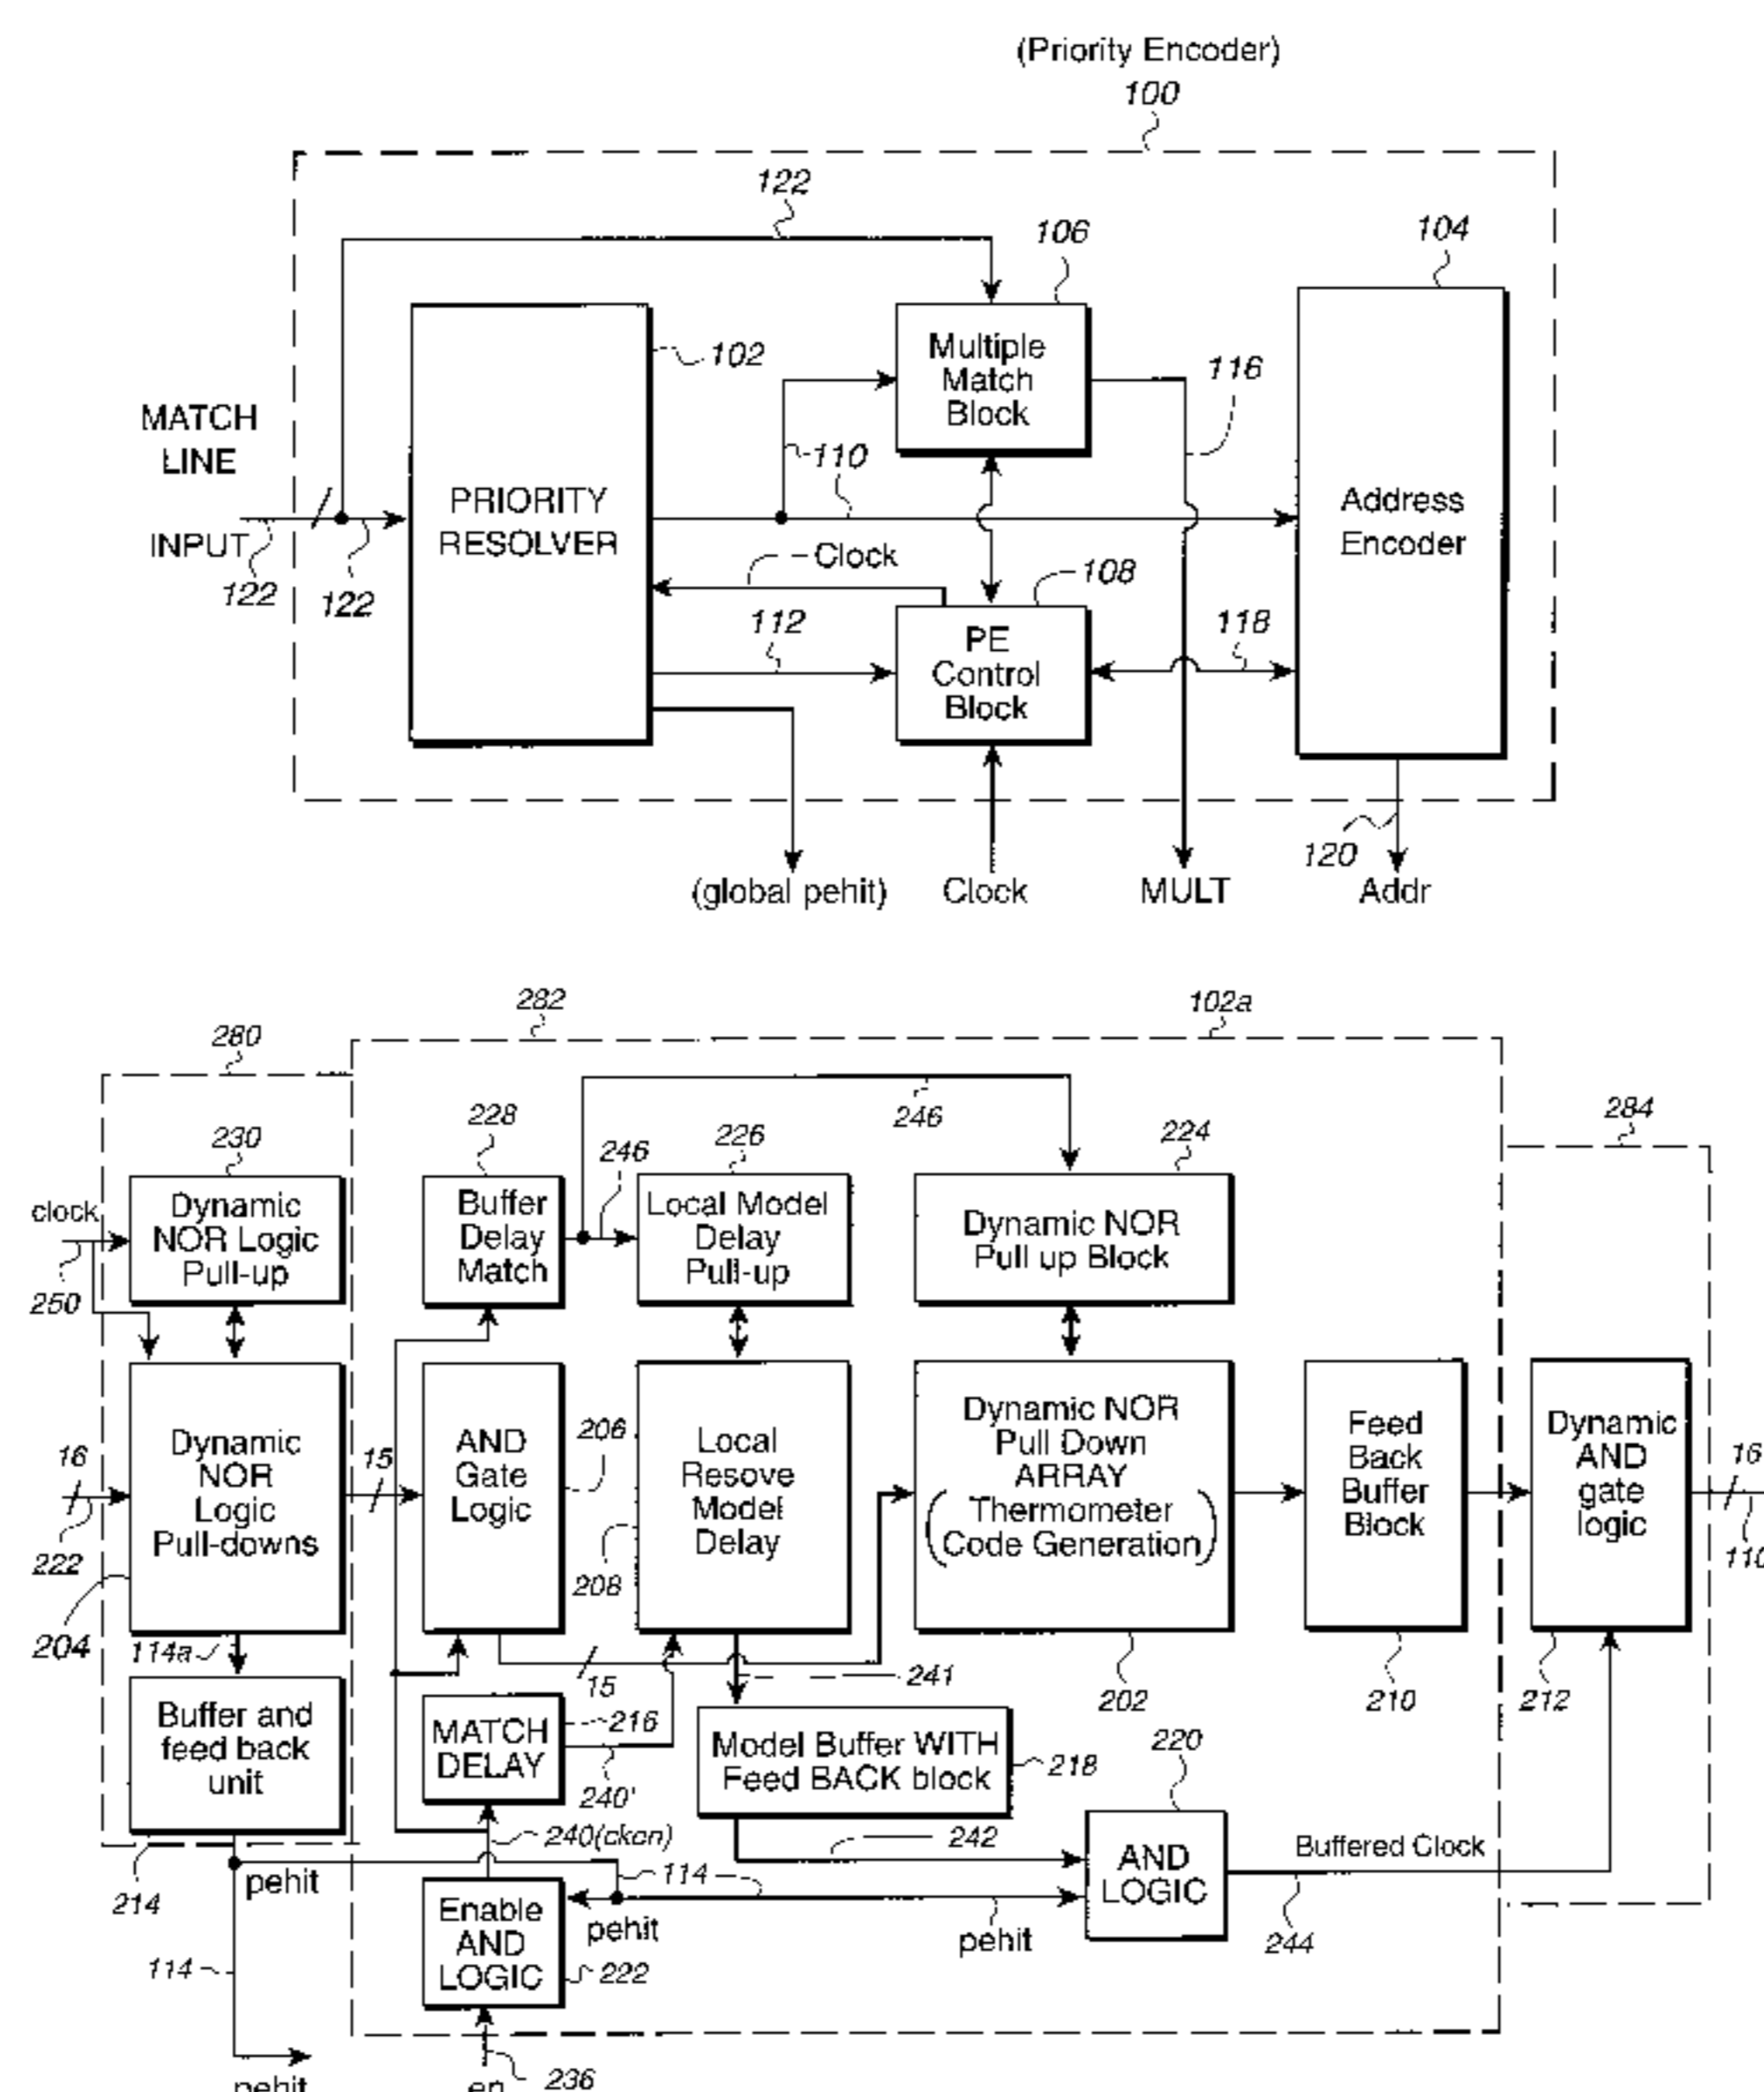 (Priority Encoder)
100
122
106
104
102
Multiple
Match
Block
116
MATCH
LINE
110
PRIORITY
RESOLVER
Address
Encoder
INPUT
Clock
122
122
108
112
118
PE
Control
Block
120
(global pehit)
Clock
MULT
Addr
282
102a
280
246
284
228
226
224
230
246
clock
Dynamic
NOR Logic
Pull-up
Buffer
Delay
Match
Local Model
Delay
Pull-up
Dynamic NOR
Pull up Block
250
16
Dynamic
NOR
Logic
Pull-downs
15
AND
Gate
Logic
206
Local
Resove
Model
Delay
Dynamic NOR
Pull Down
ARRAY
(Thermometer
Code Generation)
Feed
Back
Buffer
Block
Dynamic
AND
gate
logic
16
110
222
208
204
114a
15
241
202
210
212
Buffer and
feed back
unit
MATCH
DELAY
216
Model Buffer WITH
Feed BACK block
218
220
240'
240(cken)
242
AND
LOGIC
Buffered Clock
pehit
114
214
Enable
AND
LOGIC
pehit
pehit
244
114
222
pehit
en
236